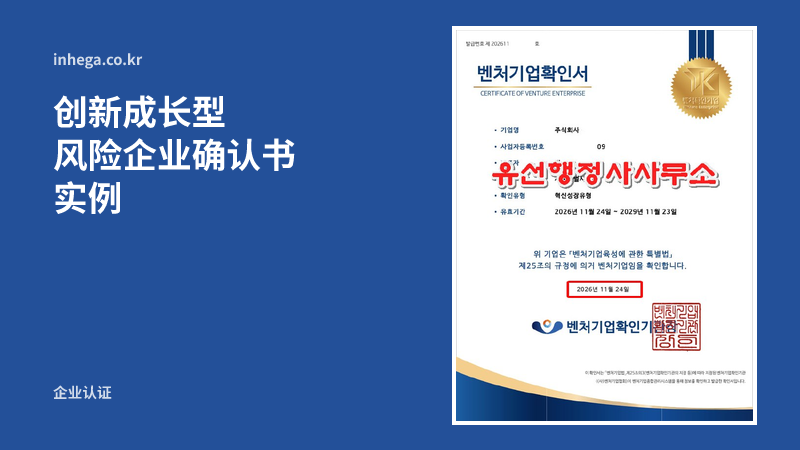 inhega.co.kr
创新成长型
风险企业确认书
实例
企业认证
발급번호 제 202611 호
벤처기업확인서
CERTIFICATE OF VENTURE ENTERPRISE
• 기업명 주식회사
• 사업자등록번호 09
유선행정사사무소
• 확인유형 혁신성장유형
• 유효기간 2026년 11월 24일 ~ 2029년 11월 23일
위 기업은 「벤처기업육성에 관한 특별법」
제25조의 규정에 의거 벤처기업임을 확인합니다.
2026년 11월 24일
벤처기업확인기관장